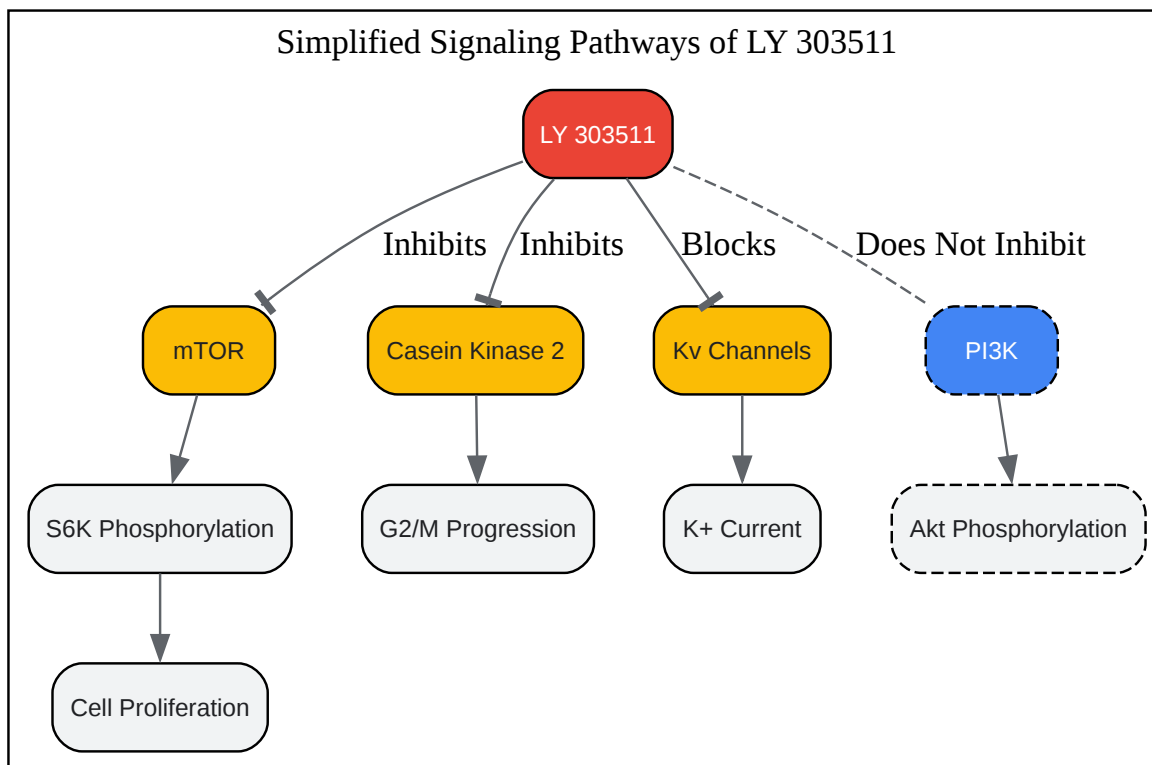 Simplified Signaling Pathways of LY 303511
LY 303511
Inhibits
Inhibits
Blocks
Does Not Inhibit
mTOR
Casein Kinase 2
Kv Channels
PI3K
S6K Phosphorylation
G2/M Progression
K+ Current
Akt Phosphorylation
Cell Proliferation